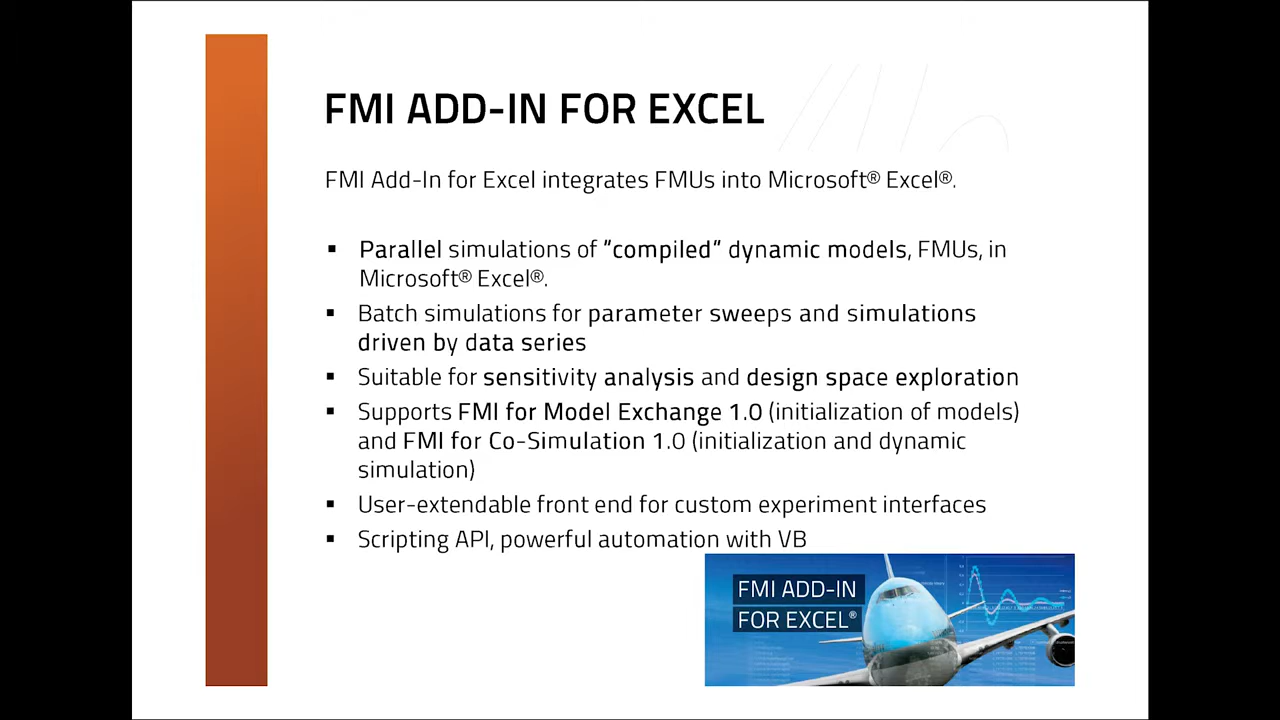 FMI ADD-IN FOR EXCEL
FMI Add-In for Excel integrates FMUs into Microsoft® Excel®.
▪ Parallel simulations of "compiled" dynamic models, FMUs, in
Microsoft® Excel®.
▪ Batch simulations for parameter sweeps and simulations
driven by data series
▪ Suitable for sensitivity analysis and design space exploration
▪ Supports FMI for Model Exchange 1.0 (initialization of models)
and FMI for Co-Simulation 1.0 (initialization and dynamic
simulation)
▪ User-extendable front end for custom experiment interfaces
▪ Scripting API, powerful automation with VB
FMI ADD-IN
FOR EXCEL®